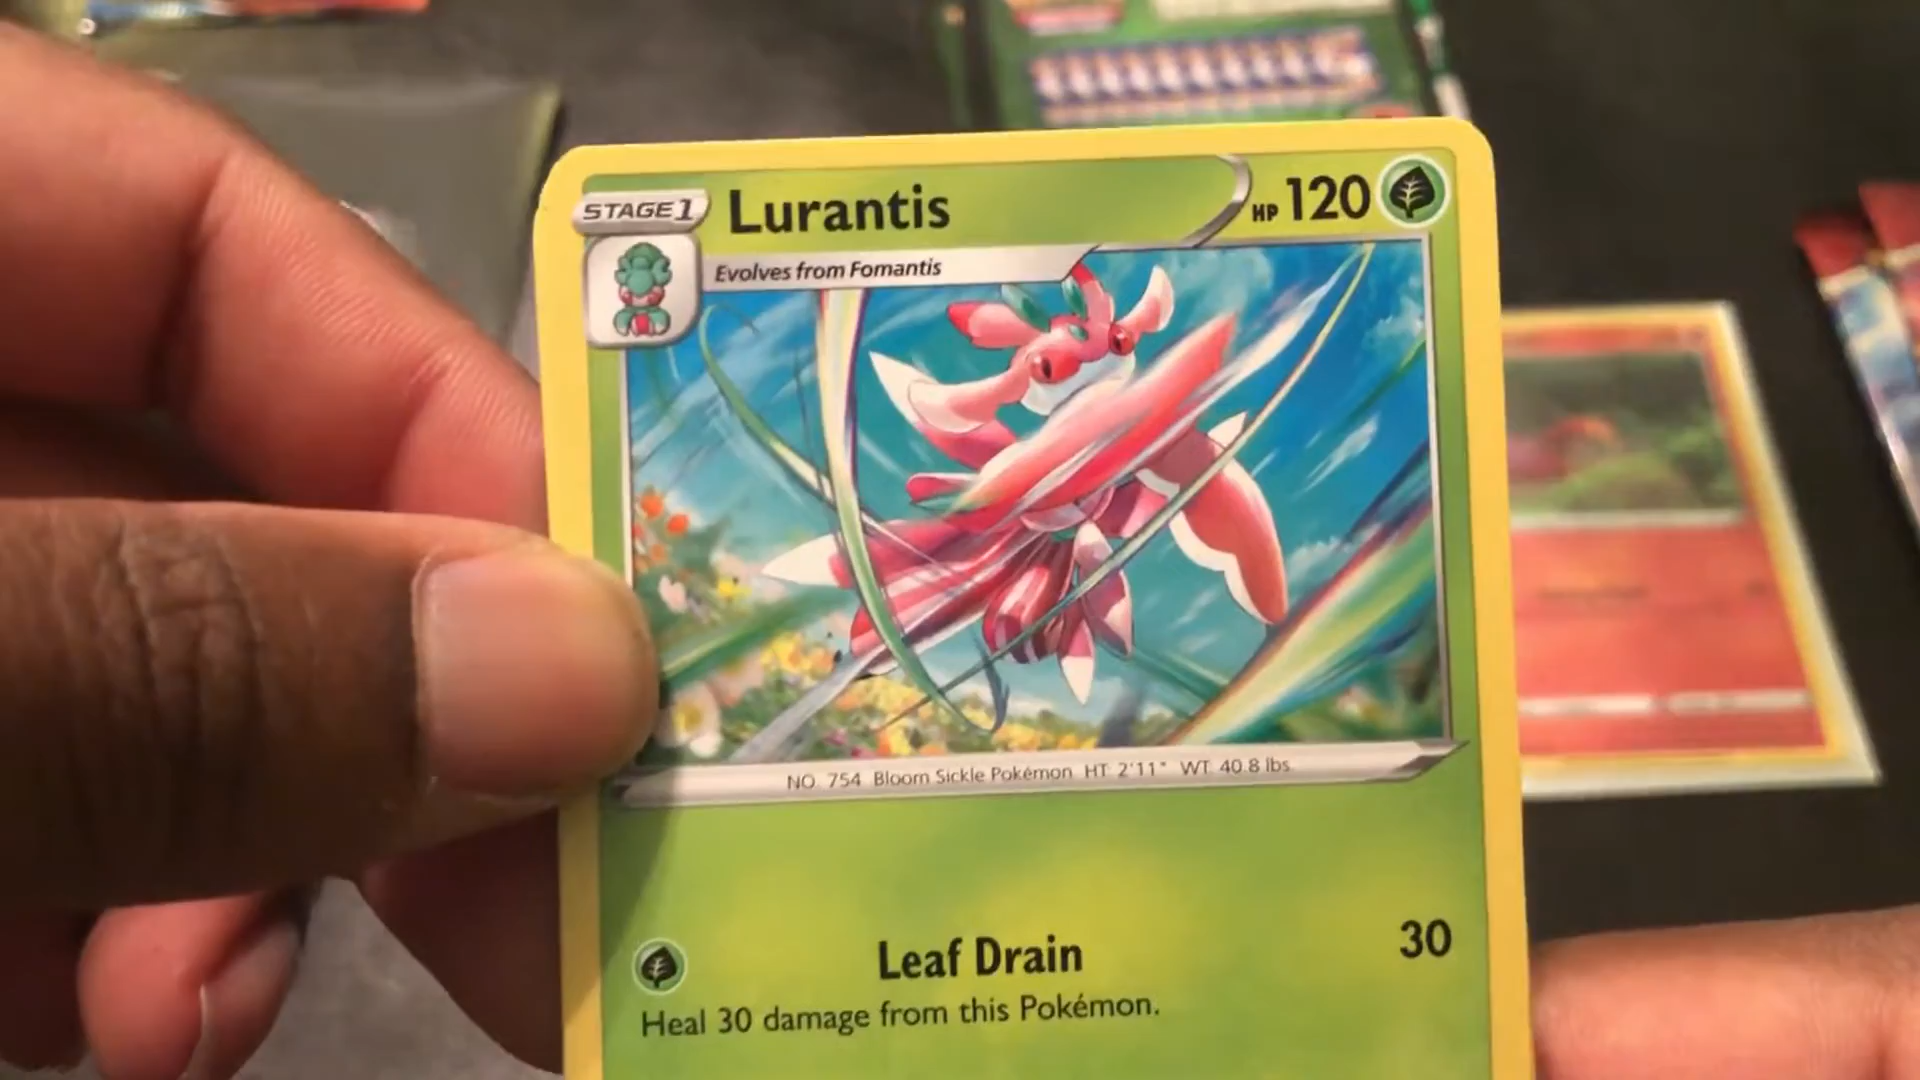 STAGE 1 Lurantis HP 120
Evolves from Fomantis
NO. 754 Bloom Sickle Pokémon HT: 2'11" WT: 40.8 lbs.
Leaf Drain 30
Heal 30 damage from this Pokémon.